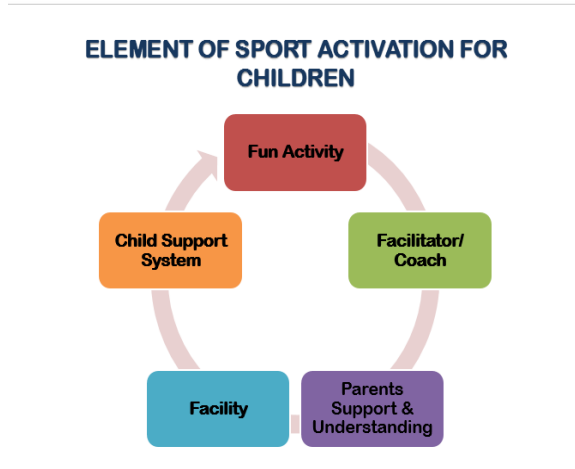 ELEMENT OF SPORT ACTIVATION FOR
CHILDREN
Fun Activity
Facilitator/
Coach
Parents
Support &
Understanding
Facility
Child Support
System